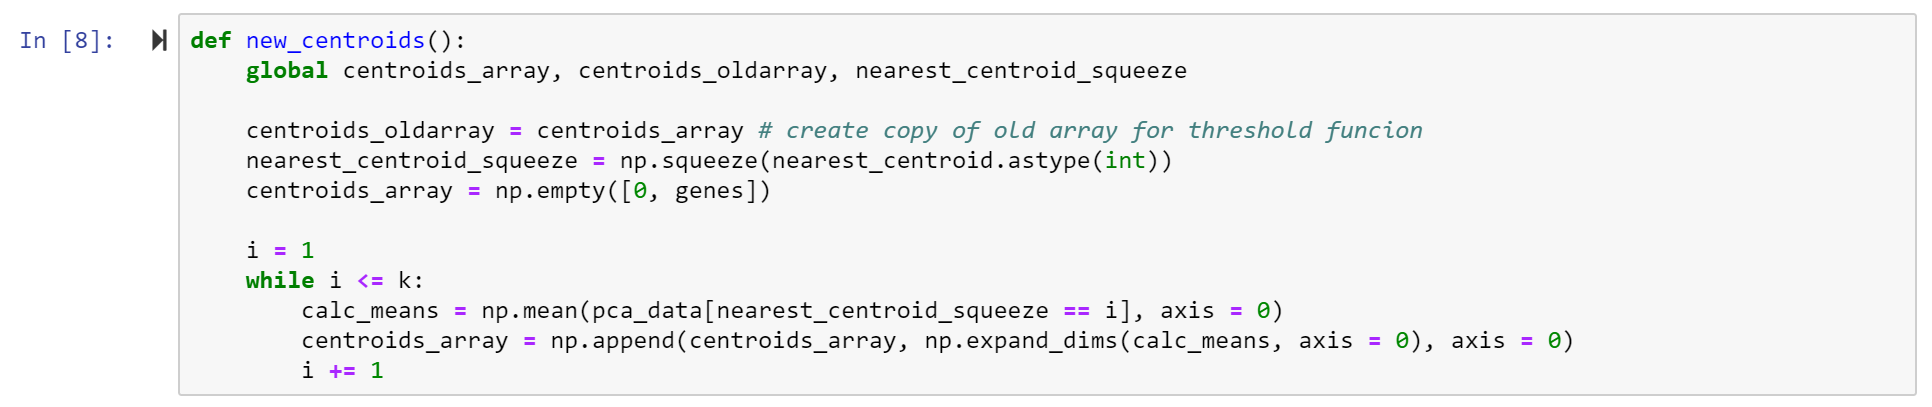 In [8]: def new_centroids():
    global centroids_array, centroids_oldarray, nearest_centroid_squeeze

    centroids_oldarray = centroids_array # create copy of old array for threshold funcion
    nearest_centroid_squeeze = np.squeeze(nearest_centroid.astype(int))
    centroids_array = np.empty([0, genes])

    i = 1
    while i <= k:
        calc_means = np.mean(pca_data[nearest_centroid_squeeze == i], axis = 0)
        centroids_array = np.append(centroids_array, np.expand_dims(calc_means, axis = 0), axis = 0)
        i += 1